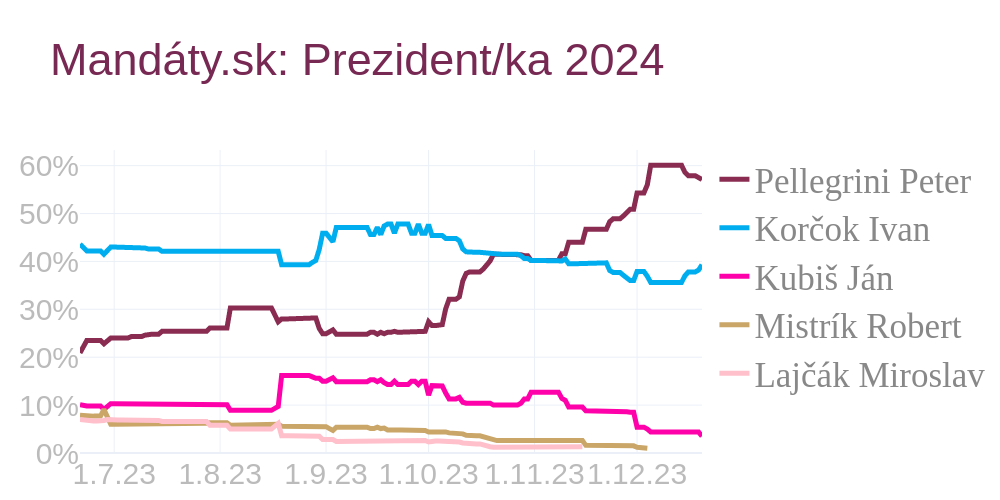 Mandáty.sk: Prezident/ka 2024
60%
50%
40%
30%
20%
10%
0%
1.7.23 1.8.23 1.9.23 1.10.23 1.11.23 1.12.23
Pellegrini Peter
Korčok Ivan
Kubiš Ján
Mistrík Robert
Lajčák Miroslav